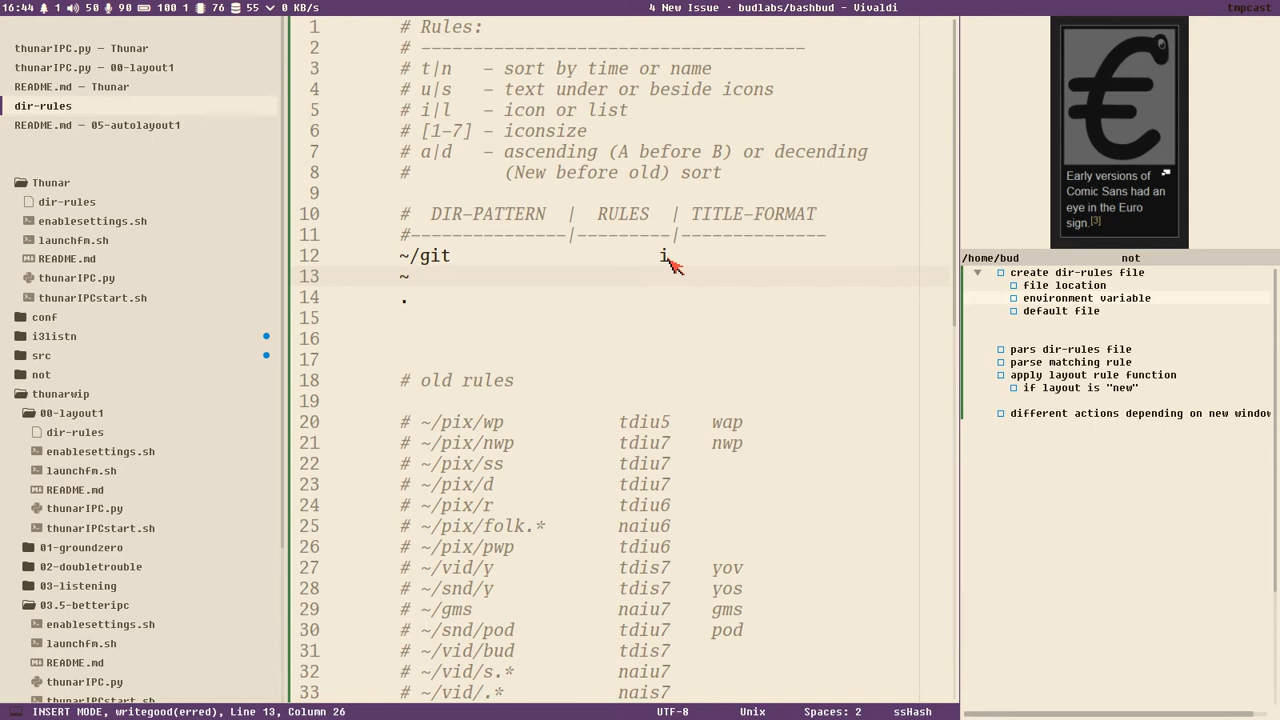 16:44 1 50 90 76 55 0 KB/s
4 New Issue · budlabs/bashbud – Vivaldi
tmpcast
thunarIPC.py — Thunar
thunarIPC.py — 00-layout1
README.md — Thunar
dir-rules
README.md — 05-autolayout1
Thunar
dir-rules
enablesettings.sh
launchfm.sh
README.md
thunarIPC.py
thunarIPCstart.sh
conf
i3listn
src
not
thunarwip
00-layout1
dir-rules
enablesettings.sh
launchfm.sh
README.md
thunarIPC.py
thunarIPCstart.sh
01-groundzero
02-doubletrouble
03-listening
03.5-betteripc
enablesettings.sh
launchfm.sh
README.md
thunarIPC.py
thunarIPCstart.sh
1 # Rules:
2 # -------------------------------------
3 # t|n   – sort by time or name
4 # u|s   – text under or beside icons
5 # i|l   – icon or list
6 # [1-7] – iconsize
7 # a|d   – ascending (A before B) or decending
8 #         (New before old) sort
9
10 #  DIR-PATTERN  |  RULES  | TITLE-FORMAT
11 #---------------|---------|--------------
12 ~/git                    i
13 ~
14 .
15
16
17
18 # old rules
19
20 # ~/pix/wp           tdiu5    wap
21 # ~/pix/nwp          tdiu7    nwp
22 # ~/pix/ss           tdiu7
23 # ~/pix/d            tdiu7
24 # ~/pix/r            tdiu6
25 # ~/pix/folk.*       naiu6
26 # ~/pix/pwp          tdiu6
27 # ~/vid/y            tdis7    yov
28 # ~/snd/y            tdis7    yos
29 # ~/gms              naiu7    gms
30 # ~/snd/pod          tdiu7    pod
31 # ~/vid/bud          tdis7
32 # ~/vid/s.*          naiu7
33 # ~/vid/.*           nais7
Early versions of
Comic Sans had an
eye in the Euro
sign.[3]
/home/bud not
create dir-rules file
file location
environment variable
default file
pars dir-rules file
parse matching rule
apply layout rule function
if layout is "new"
different actions depending on new window
INSERT MODE, writegood(erred), Line 13, Column 26 UTF-8 Unix Spaces: 2 ssHash